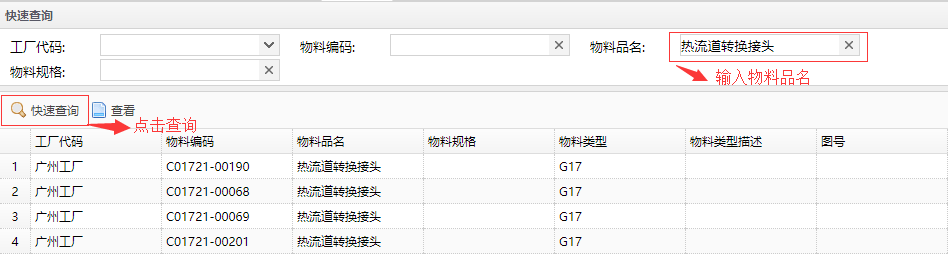 快速查询
工厂代码: 物料编码: 物料品名: 热流道转换接头
物料规格: 输入物料品名
快速查询 查看
点击查询
工厂代码 物料编码 物料品名 物料规格 物料类型 物料类型描述 图号
1 广州工厂 C01721-00190 热流道转换接头 G17
2 广州工厂 C01721-00068 热流道转换接头 G17
3 广州工厂 C01721-00069 热流道转换接头 G17
4 广州工厂 C01721-00201 热流道转换接头 G17